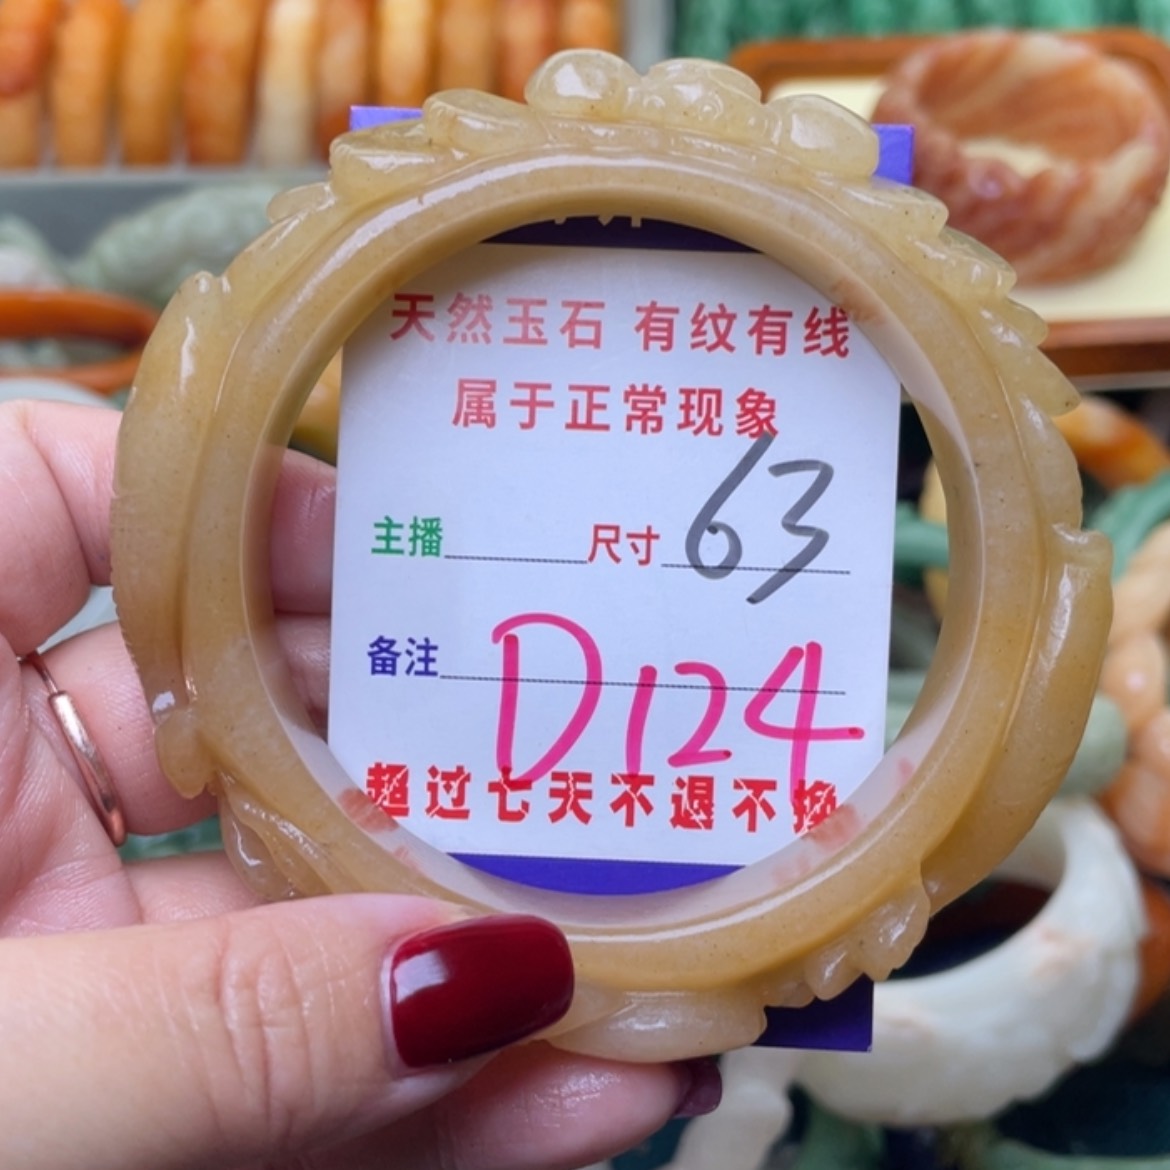 天然玉石 有纹有线
属于正常现象
主播 尺寸 63
备注 D124
超过七天不退不换